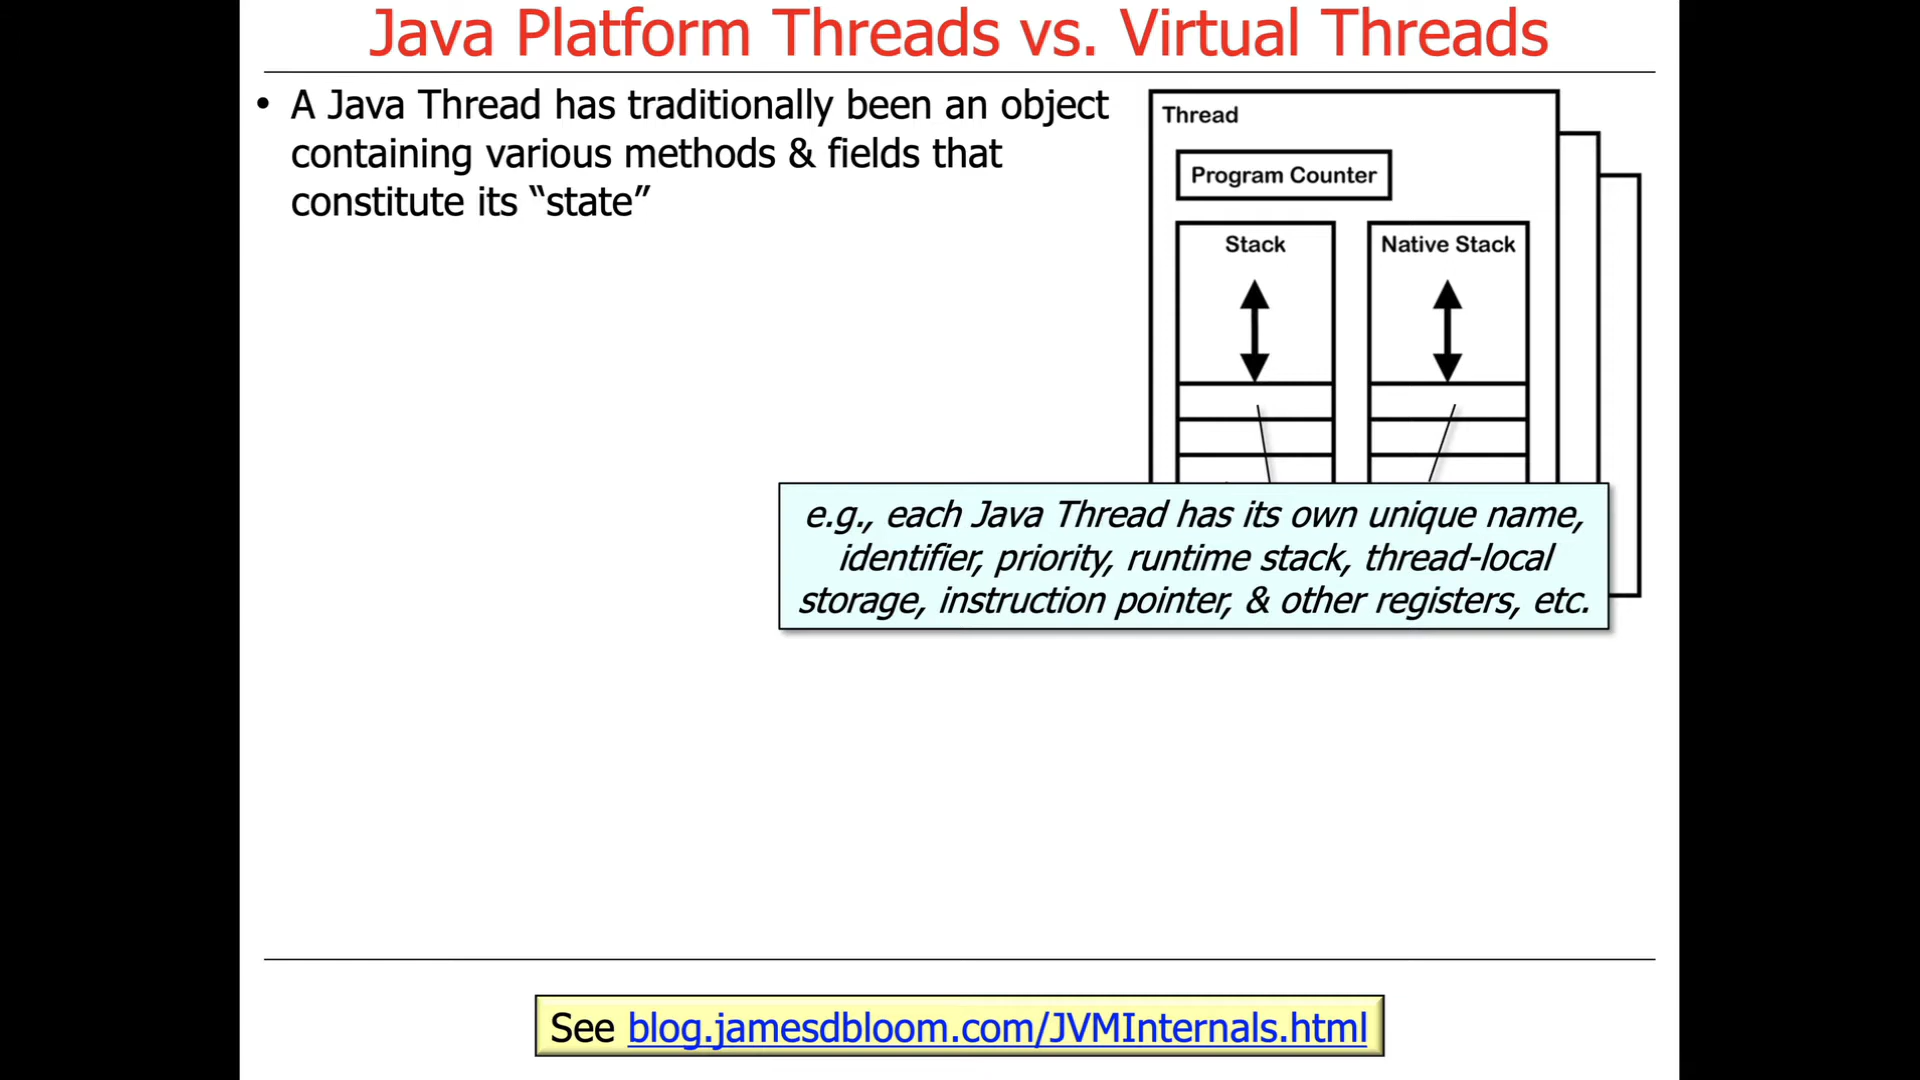 Java Platform Threads vs. Virtual Threads
• A Java Thread has traditionally been an object
containing various methods & fields that
constitute its “state”
Thread
Program Counter
Stack
Native Stack
e.g., each Java Thread has its own unique name,
identifier, priority, runtime stack, thread-local
storage, instruction pointer, & other registers, etc.
See blog.jamesdbloom.com/JVMInternals.html